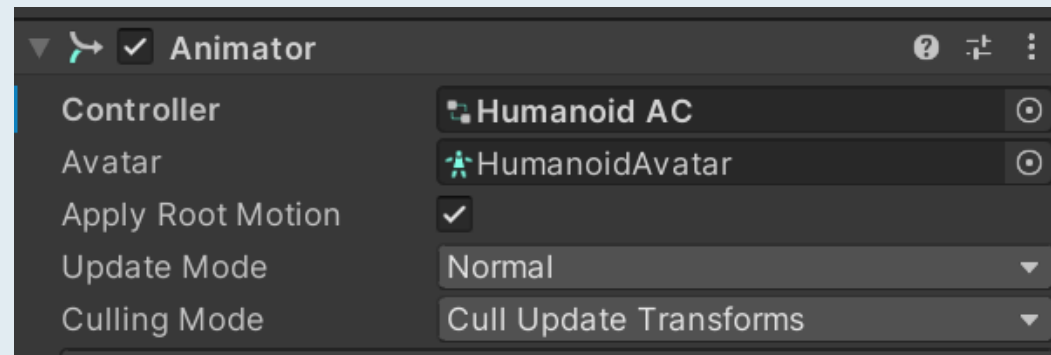 Animator
Controller Humanoid AC
Avatar HumanoidAvatar
Apply Root Motion
Update Mode Normal
Culling Mode Cull Update Transforms